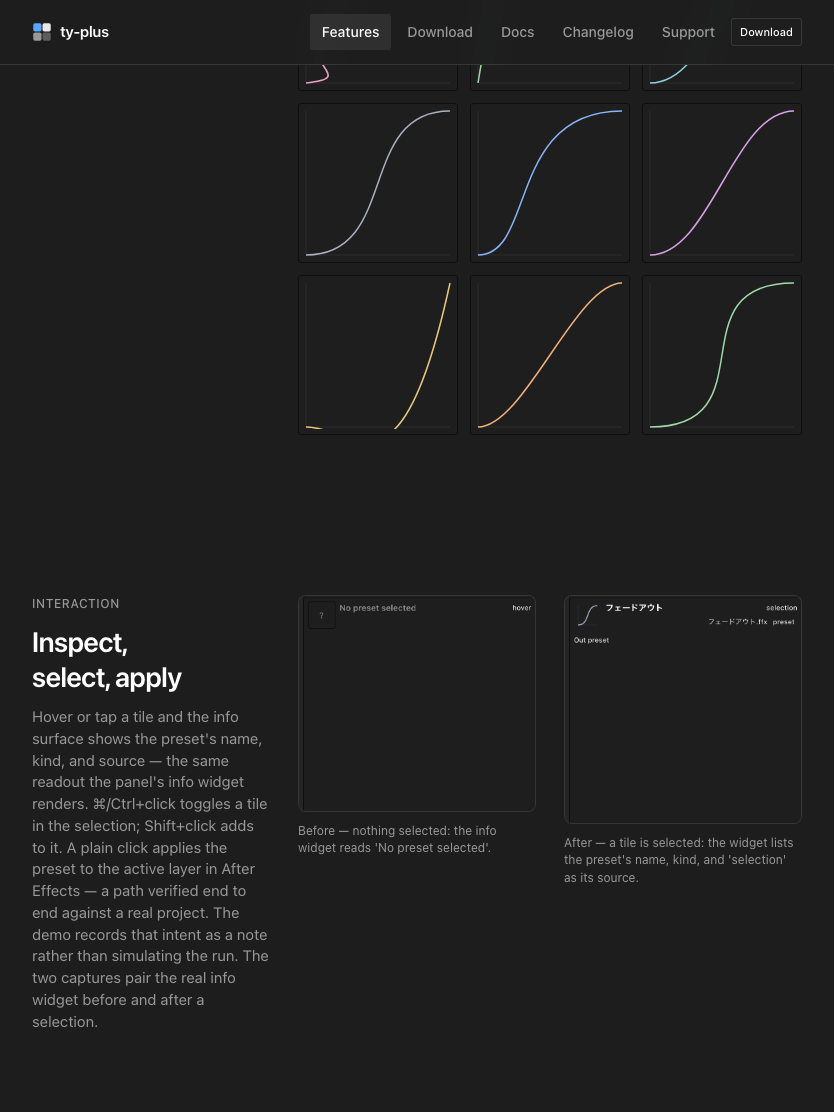 ty-plus
Features
Download
Docs
Changelog
Support
Download
INTERACTION
Inspect,
select, apply
Hover or tap a tile and the info
surface shows the preset's name,
kind, and source — the same
readout the panel's info widget
renders. ⌘/Ctrl+click toggles a tile
in the selection; Shift+click adds
to it. A plain click applies the
preset to the active layer in After
Effects — a path verified end to
end against a real project. The
demo records that intent as a note
rather than simulating the run. The
two captures pair the real info
widget before and after a
selection.
?
No preset selected
hover
Before — nothing selected: the info
widget reads 'No preset selected'.
フェードアウト
selection
フェードアウト.ffx preset
Out preset
After — a tile is selected: the widget lists
the preset's name, kind, and 'selection'
as its source.